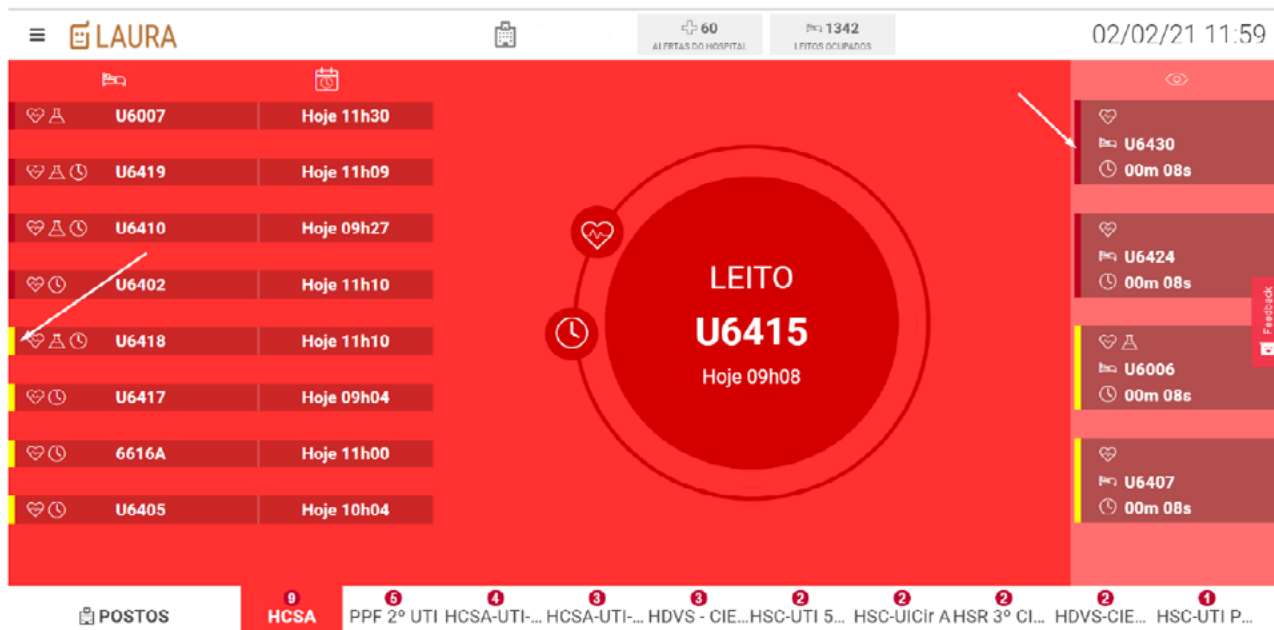 LAURA
60
ALERTAS DO HOSPITAL
1342
LEITOS OCUPADOS
02/02/21 11:59
U6007 Hoje 11h30
U6419 Hoje 11h09
U6410 Hoje 09h27
U6402 Hoje 11h10
U6418 Hoje 11h10
U6417 Hoje 09h04
6616A Hoje 11h00
U6405 Hoje 10h04
LEITO
U6415
Hoje 09h08
U6430
00m 08s
U6424
00m 08s
U6006
00m 08s
U6407
00m 08s
Feedback
9 5 4 3 3 2 2 2 2 1
POSTOS HCSA PPF 2º UTI HCSA-UTI-... HCSA-UTI-... HDVS - CIE... HSC-UTI 5... HSC-UICir A HSR 3º CI... HDVS-CIE... HSC-UTI P...